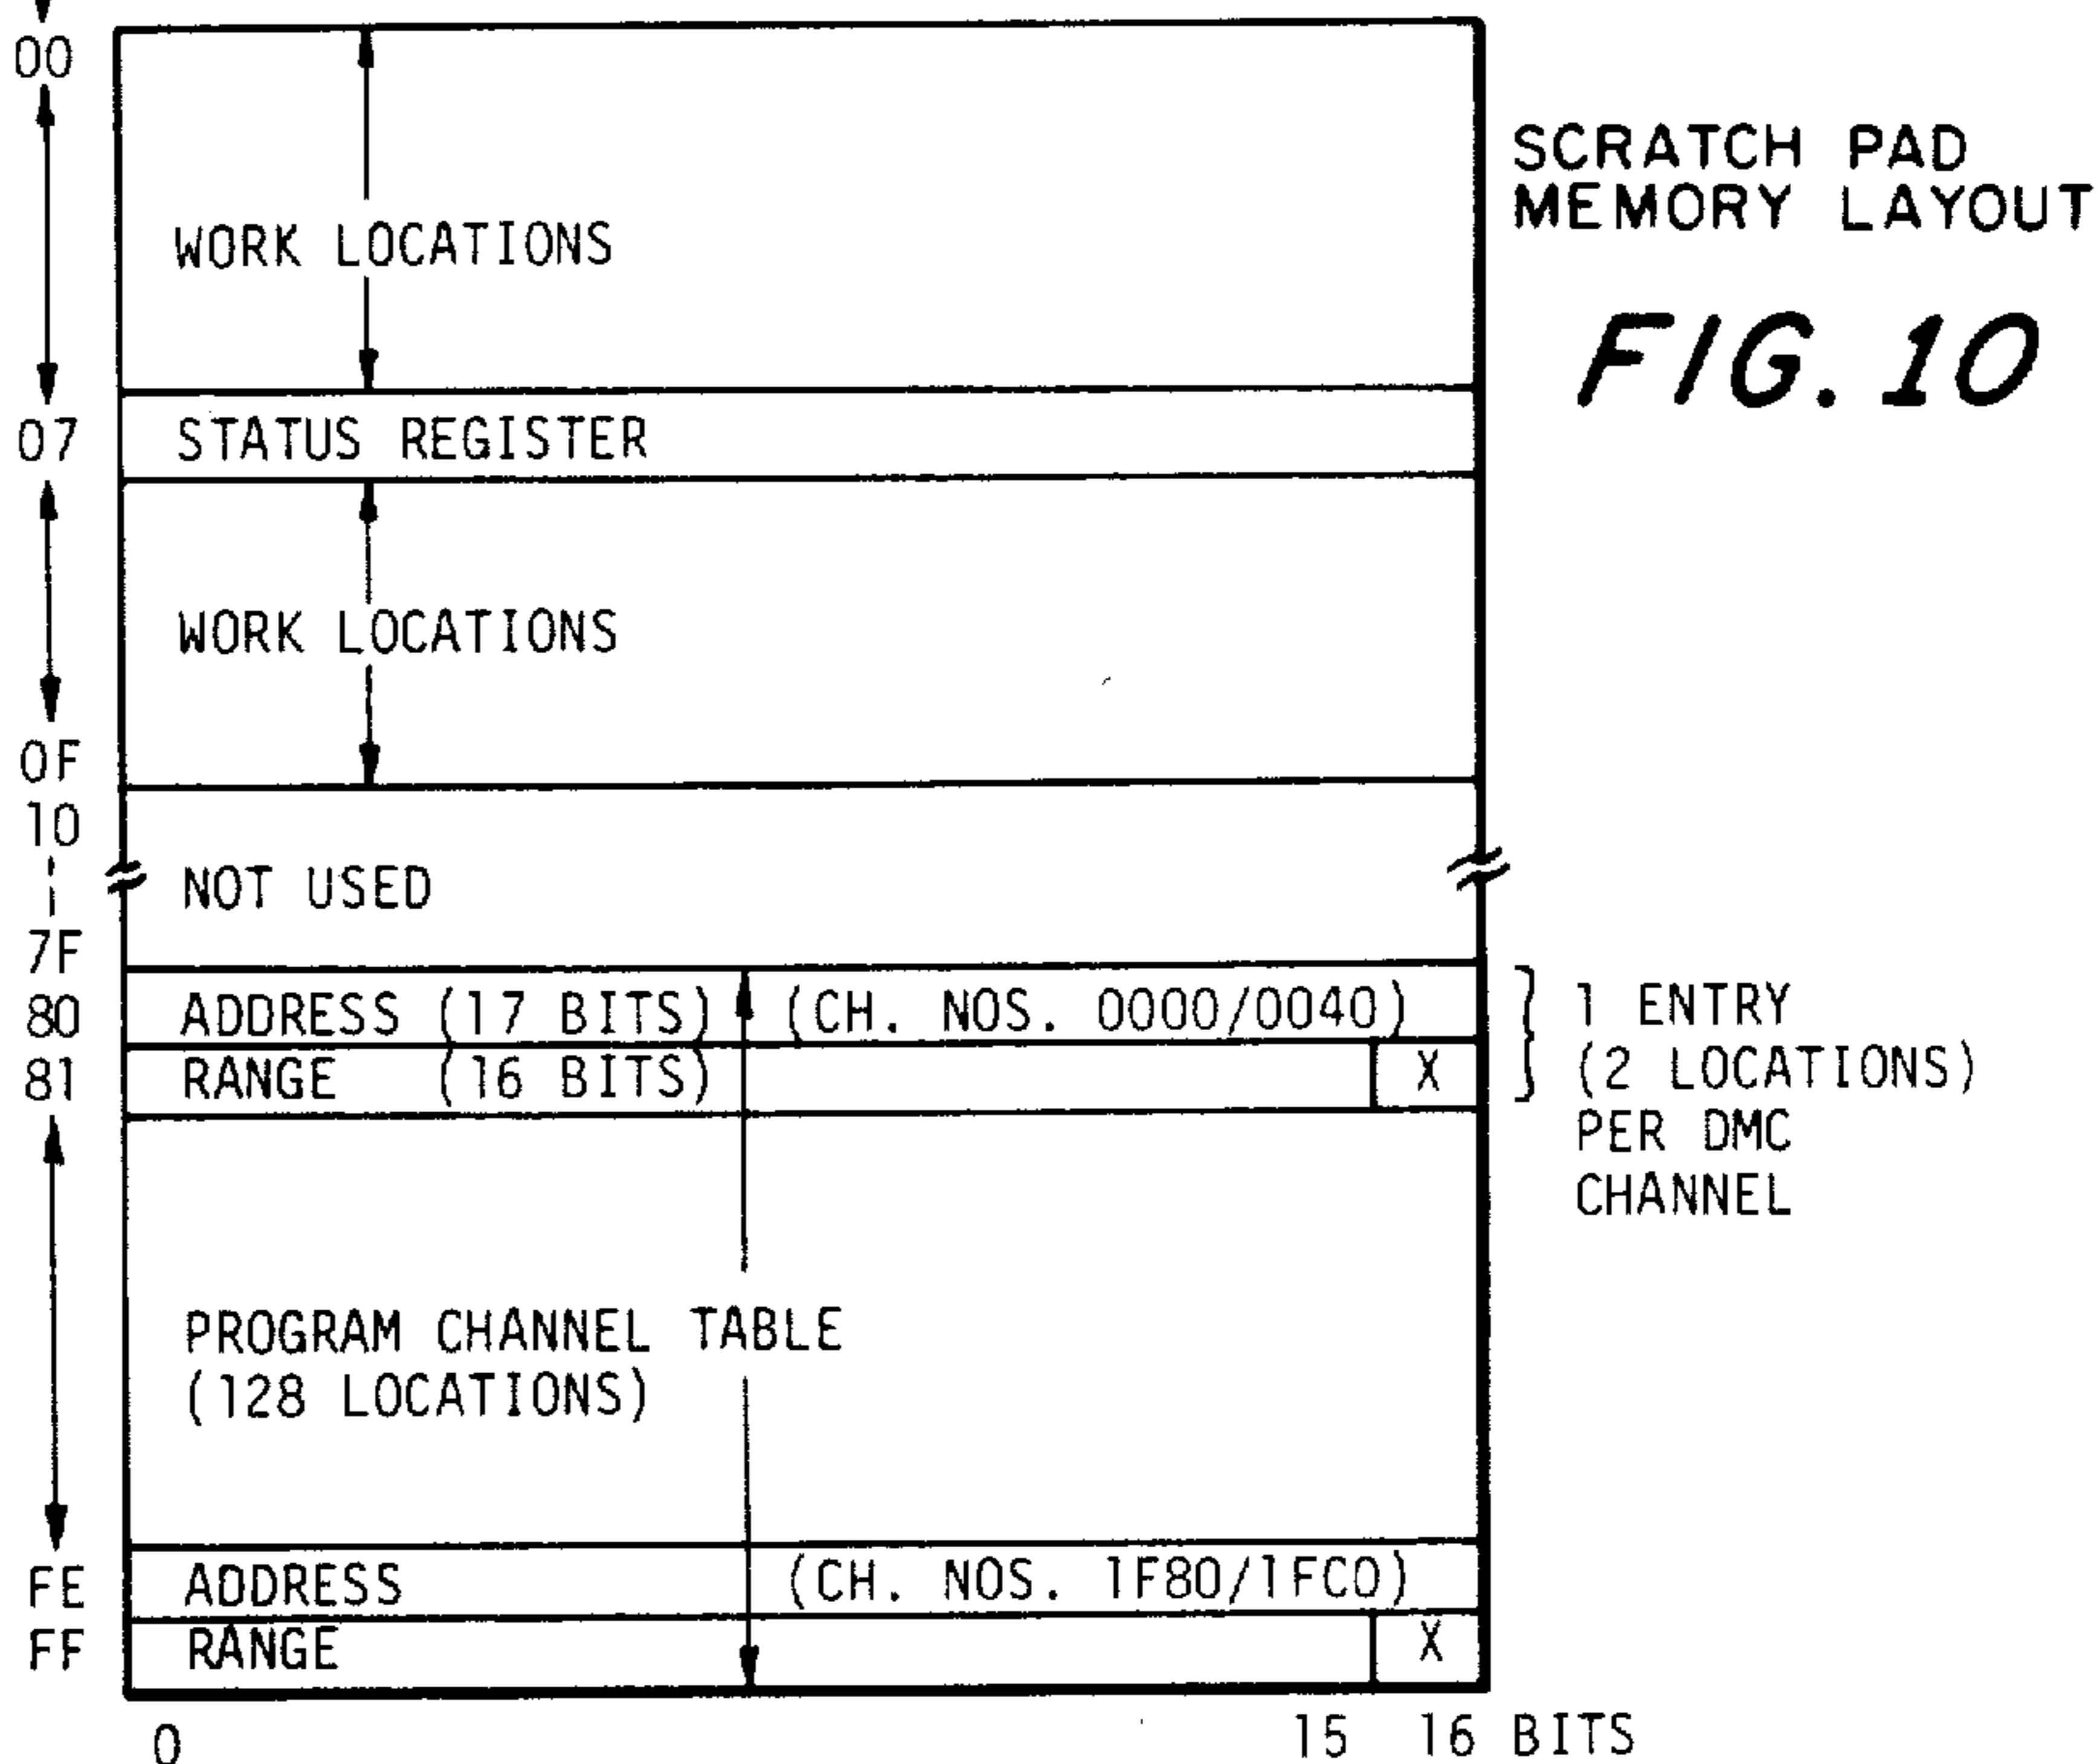 00
SCRATCH PAD
MEMORY LAYOUT
WORK LOCATIONS
FIG. 10
07 STATUS REGISTER
WORK LOCATIONS
0F
10
NOT USED
7F
80 ADDRESS (17 BITS) (CH. NOS. 0000/0040)
81 RANGE (16 BITS) X
1 ENTRY
(2 LOCATIONS)
PER DMC
CHANNEL
PROGRAM CHANNEL TABLE
(128 LOCATIONS)
FE ADDRESS (CH. NOS. 1F80/1FC0)
FF RANGE X
0 15 16 BITS